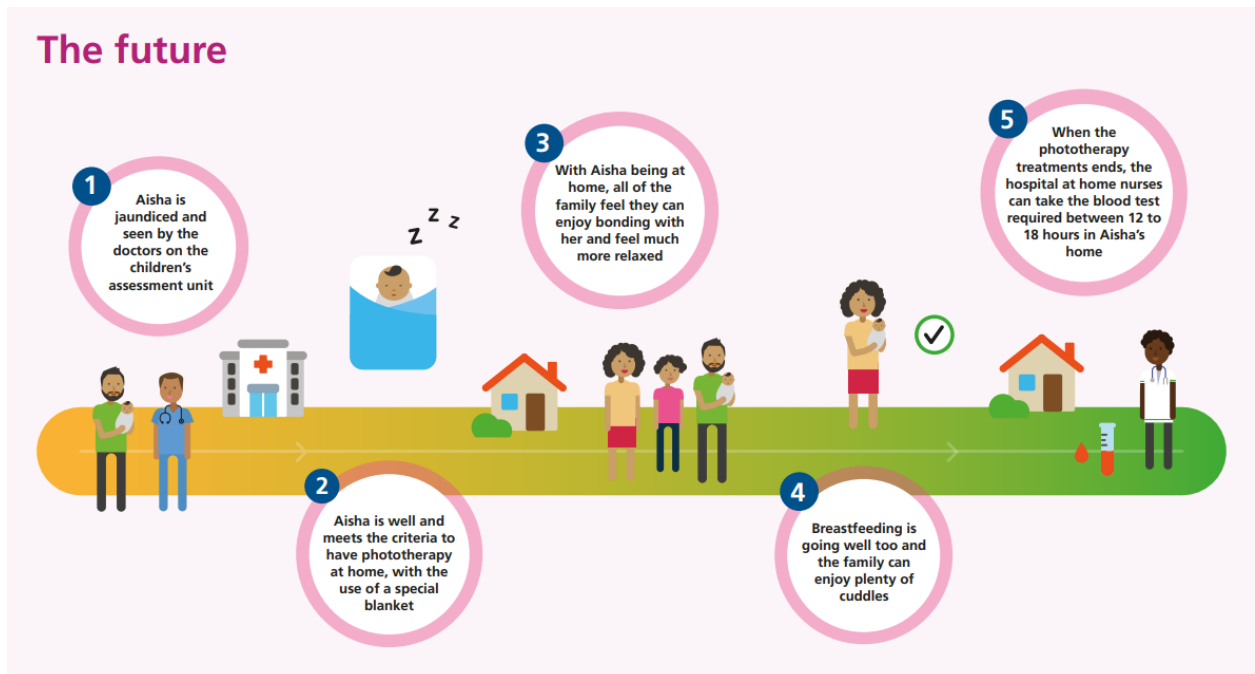 The future
1
Aisha is
jaundiced and
seen by the
doctors on the
children's
assessment unit
z z z
2
Aisha is well and
meets the criteria to
have phototherapy
at home, with the
use of a special
blanket
3
With Aisha being at
home, all of the
family feel they can
enjoy bonding with
her and feel much
more relaxed
4
Breastfeeding is
going well too and
the family can
enjoy plenty of
cuddles
5
When the
phototherapy
treatments ends, the
hospital at home nurses
can take the blood test
required between 12 to
18 hours in Aisha's
home